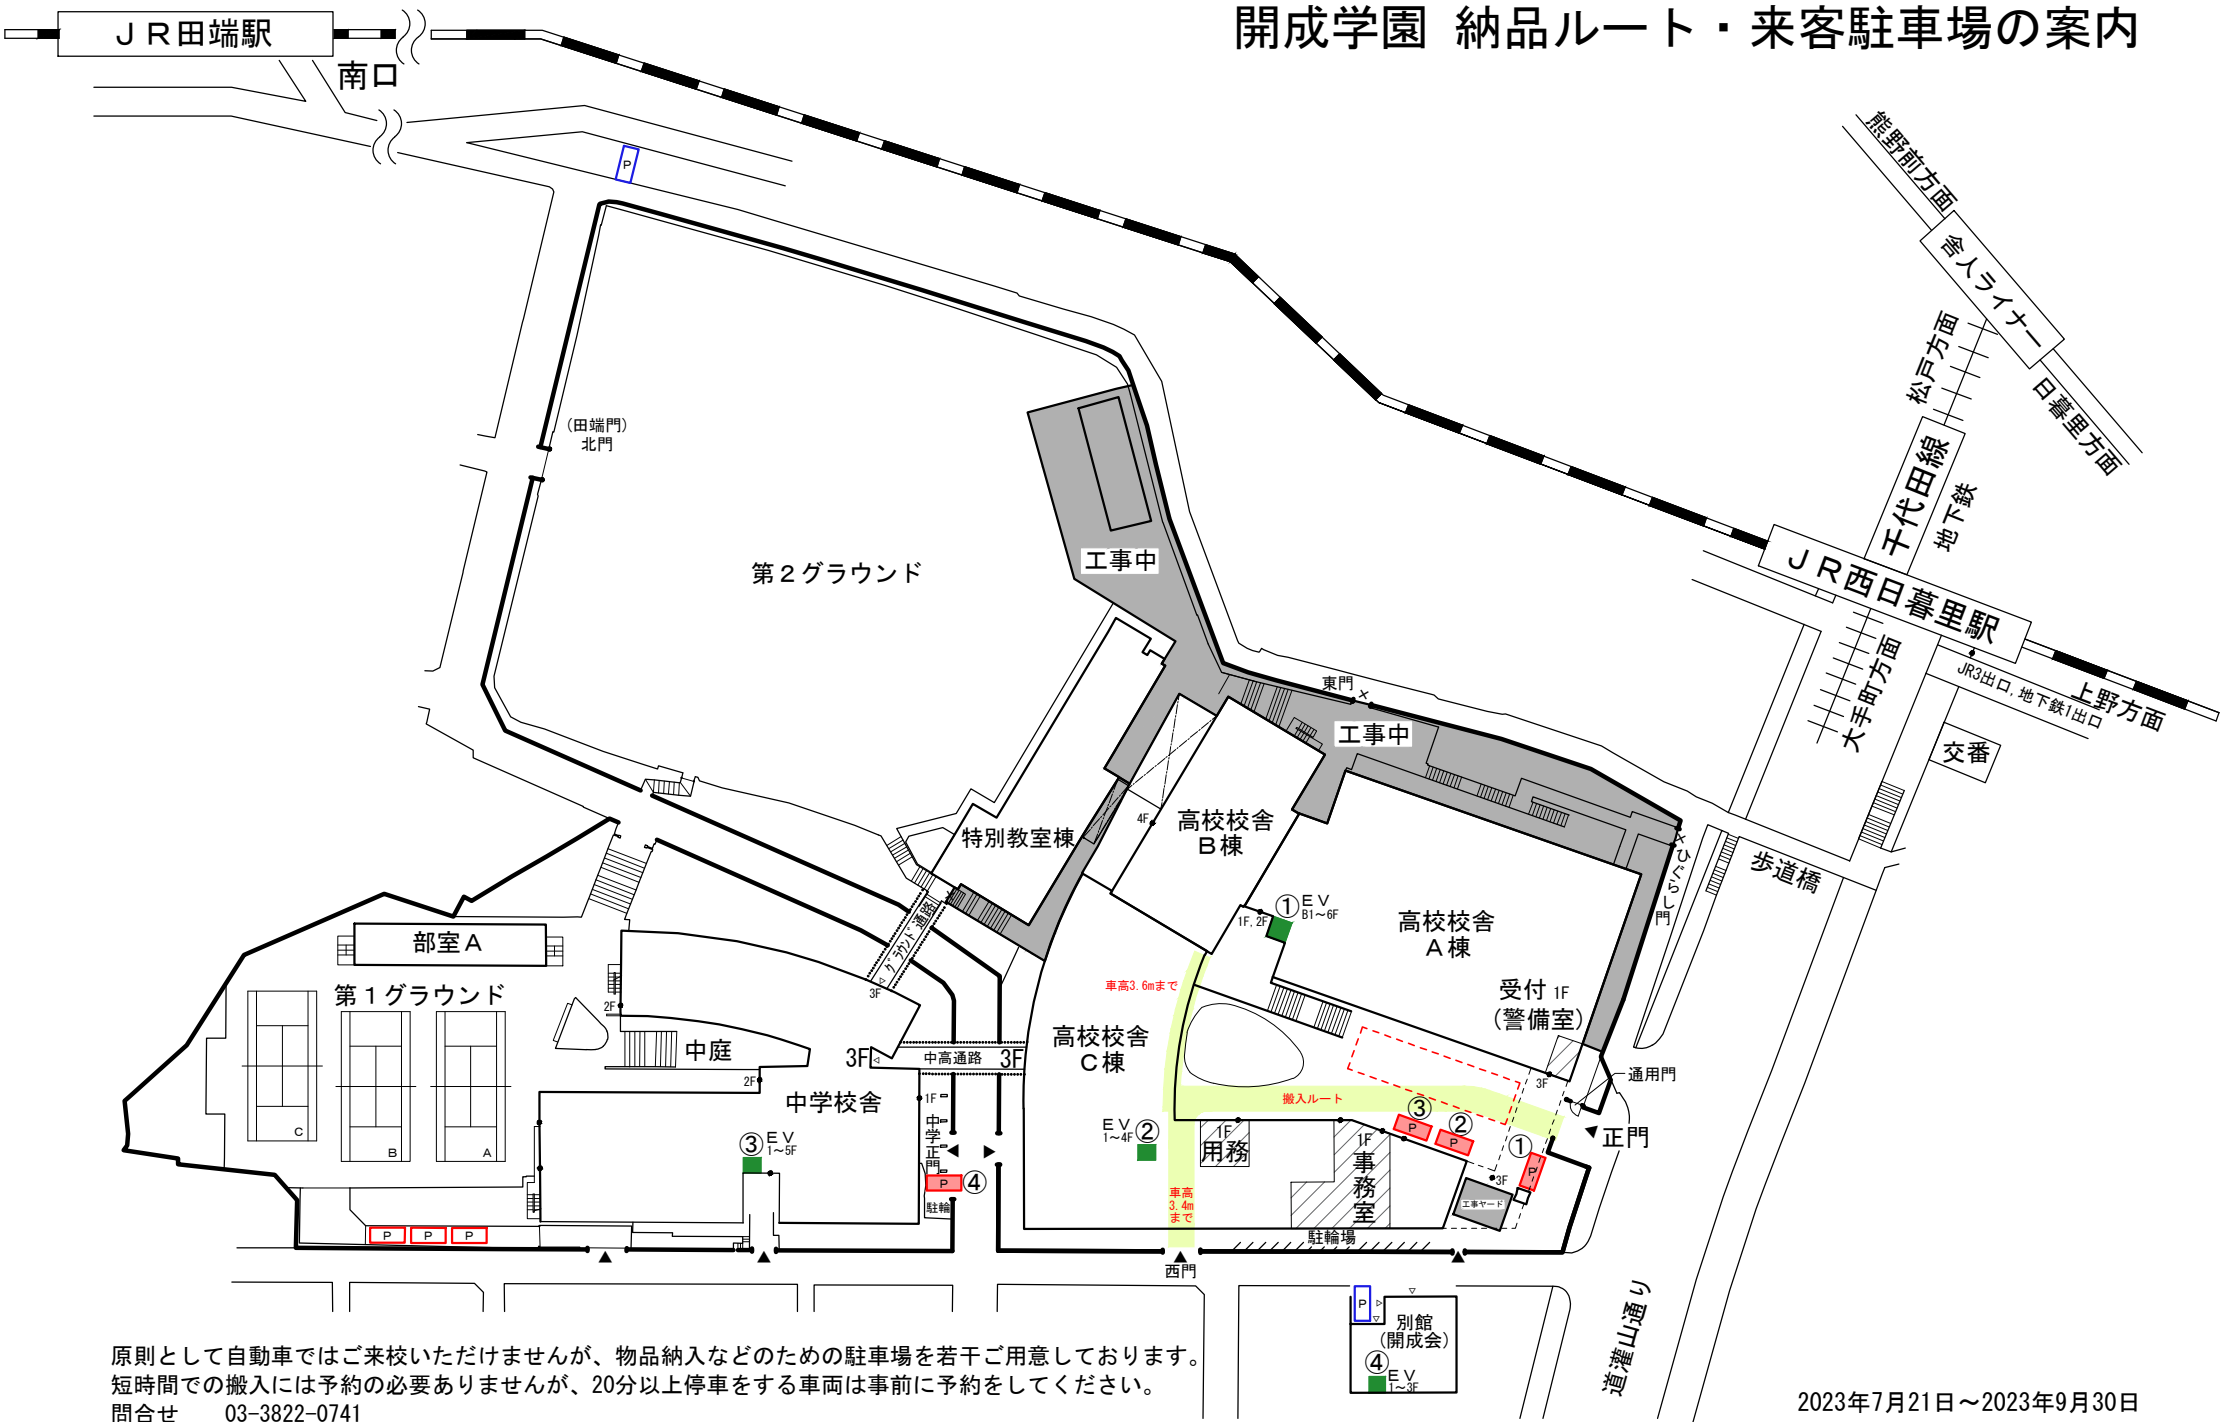 開成学園 納品ルート・来客駐車場の案内
ＪＲ田端駅
南口
P
熊野前方面
舎人ライナー
日暮里方面
松戸方面
千代田線
地下鉄
ＪＲ西日暮里駅
大手町方面
JR3出口,地下鉄1出口
上野方面
交番
歩道橋
(田端門)
北門
第２グラウンド
工事中
東門
×
工事中
×
ひぐらし門
特別教室棟
4F
高校校舎
Ｂ棟
①ＥＶ
B1～6F
1F,2F
高校校舎
Ａ棟
受付 1F
(警備室)
通用門
正門
3F
部室Ａ
第１グラウンド
C
B
A
2F
中庭
2F
グラウンド通路
3F
3F
中高通路
3F
中学校舎
1F
中学正門
③ＥＶ
1～5F
P
④
駐輪
P
P
P
車高3.6mまで
高校校舎
Ｃ棟
ＥＶ
1～4F
②
搬入ルート
車高
3.4m
まで
1F
用務
1F
事務室
③
P
②
P
①
P
3F
工事ヤード
駐輪場
西門
P
別館
(開成会)
④ＥＶ
1～3F
道灌山通り
原則として自動車ではご来校いただけませんが、物品納入などのための駐車場を若干ご用意しております。
短時間での搬入には予約の必要ありませんが、20分以上停車をする車両は事前に予約をしてください。
問合せ　　03-3822-0741
2023年7月21日～2023年9月30日